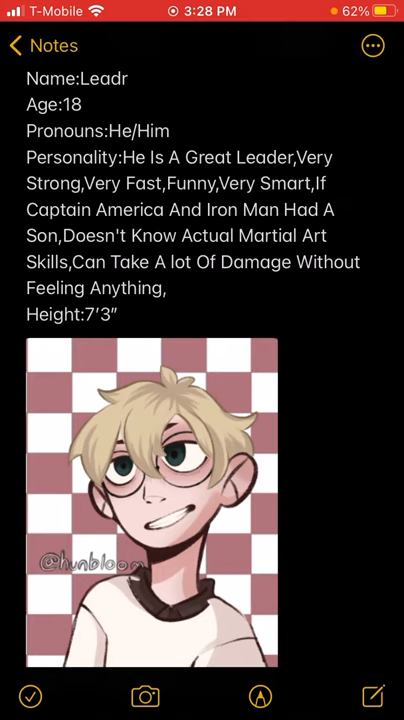 T-Mobile 3:28 PM 62%
Notes
Name:Leadr
Age:18
Pronouns:He/Him
Personality:He Is A Great Leader,Very
Strong,Very Fast,Funny,Very Smart,If
Captain America And Iron Man Had A
Son,Doesn't Know Actual Martial Art
Skills,Can Take A lot Of Damage Without
Feeling Anything,
Height:7'3"
@hunbloom